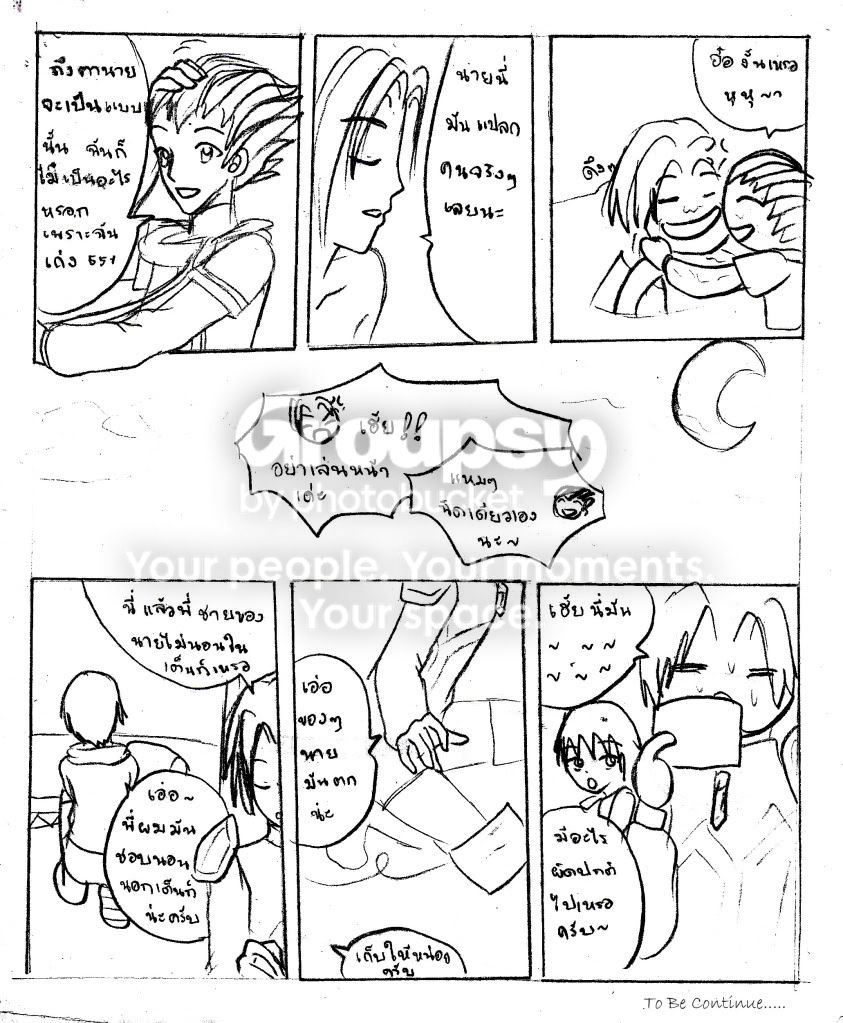 ถึงตานาย
จะเป็นแบบ
นั้น ฉันก็
ไม่เป็นอะไร
หรอก
เพราะฉัน
เก่ง 55+
นายนี่
มันแปลก
คนจริงๆ
เลยนะ
อ๋อ งั้นเหรอ
หุหุ ~~
ดึงๆ
เฮ้ย!!
อย่าเล่นหน้า
เด่ะ
แหมๆ
นิดเดียวเอง
นะ~
Groupsy
by photobucket
Your people. Your moments.
Your space.
นี่ แล้วพี่ชายของ
นายไม่นอนใน
เต็นท์เหรอ
เอ่อ~
พี่ผมมัน
ชอบนอน
นอกเต็นท์
น่ะครับ
เอ่อ
ของๆ
นาย
มันตก
น่ะ
เก็บให้หน่อย
ครับ
เฮ้ย นี่มัน
~ ~ ~
~ ~ ~
มีอะไร
ผิดปกติ
ไปเหรอ
ครับ~
To Be Continue.....